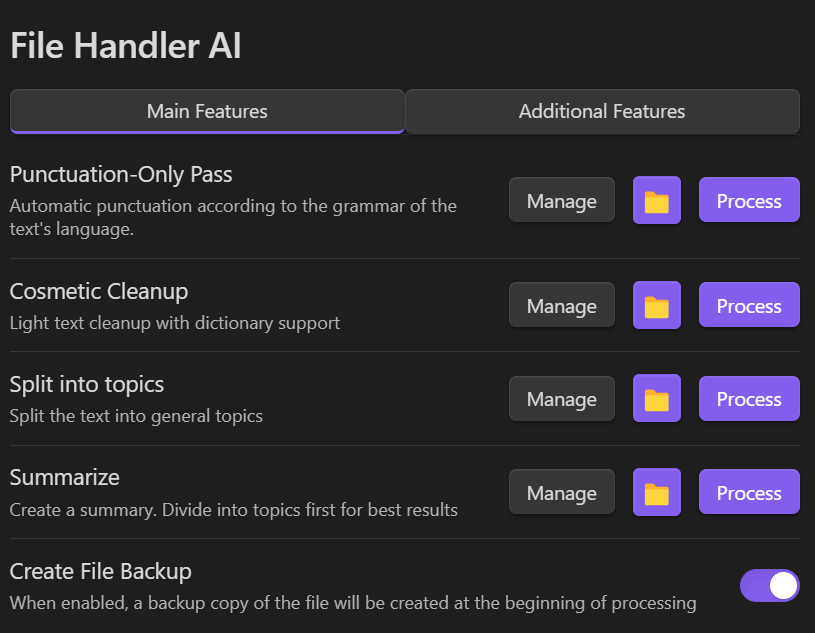 File Handler AI
Main Features
Additional Features
Punctuation-Only Pass
Automatic punctuation according to the grammar of the
text's language.
Manage
Process
Cosmetic Cleanup
Light text cleanup with dictionary support
Manage
Process
Split into topics
Split the text into general topics
Manage
Process
Summarize
Create a summary. Divide into topics first for best results
Manage
Process
Create File Backup
When enabled, a backup copy of the file will be created at the beginning of processing